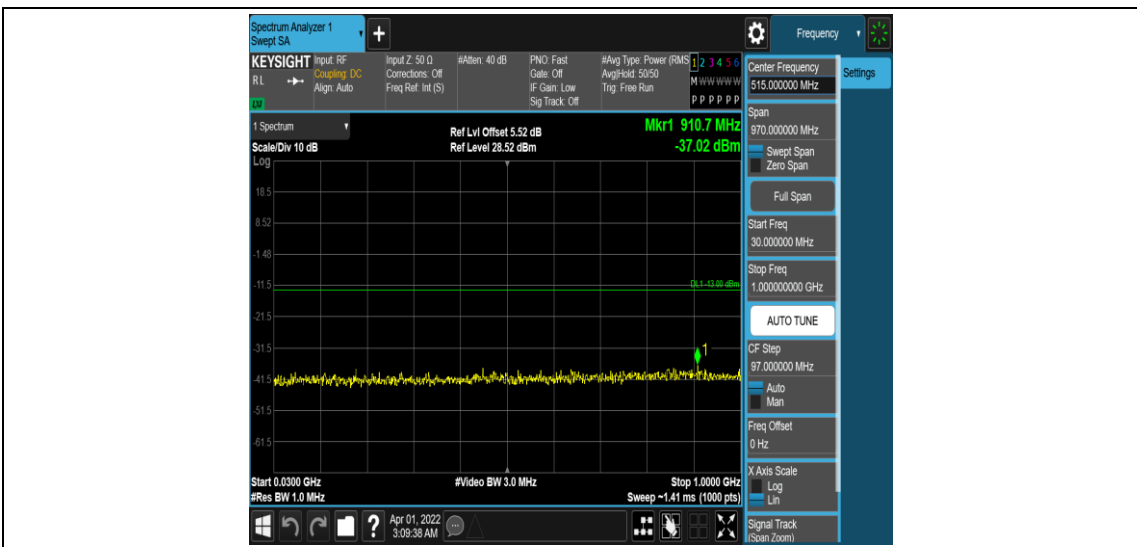 Spectrum Analyzer 1
Swept SA
Frequency
KEYSIGHT
RL
LV
Input: RF
Coupling: DC
Align: Auto
Input Z: 50 Ω
Corrections: Off
Freq Ref: Int (S)
#Atten: 40 dB
PNO: Fast
Gate: Off
IF Gain: Low
Sig Track: Off
#Avg Type: Power (RMS
Avg|Hold: 50/50
Trig: Free Run
1 2 3 4 5 6
M W W W W W
P P P P P P
1 Spectrum
Scale/Div 10 dB
Log
Ref Lvl Offset 5.52 dB
Ref Level 28.52 dBm
Mkr1 910.7 MHz
-37.02 dBm
18.5
8.52
-1.48
-11.5
DL1 -13.00 dBm
-21.5
-31.5
1
-41.5
-51.5
-61.5
Start 0.0300 GHz
#Video BW 3.0 MHz
Stop 1.0000 GHz
#Res BW 1.0 MHz
Sweep ~1.41 ms (1000 pts)
?
Apr 01, 2022
3:09:38 AM
Center Frequency
515.000000 MHz
Settings
Span
970.000000 MHz
Swept Span
Zero Span
Full Span
Start Freq
30.000000 MHz
Stop Freq
1.000000000 GHz
AUTO TUNE
CF Step
97.000000 MHz
Auto
Man
Freq Offset
0 Hz
X Axis Scale
Log
Lin
Signal Track
(Span Zoom)